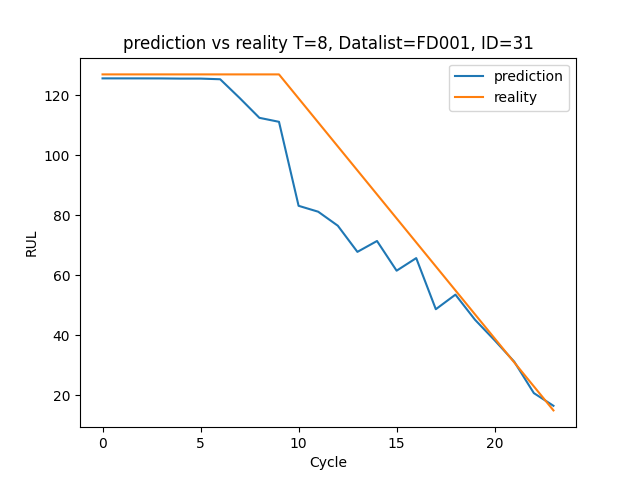 prediction vs reality T=8, Datalist=FD001, ID=31
prediction
reality
RUL
120
100
80
60
40
20
0 5 10 15 20
Cycle